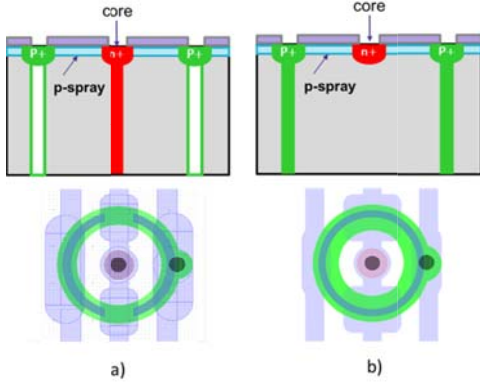 core
P+ n+ P+
p-spray
a)
core
P+ n+ P+
p-spray
b)